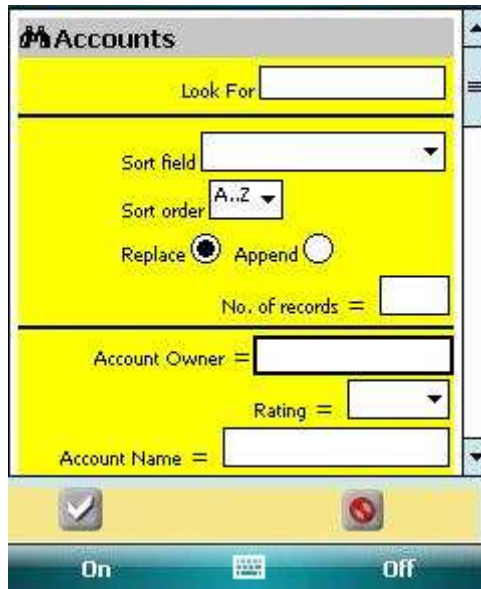 Accounts
Look For
Sort field
Sort order A..Z
Replace Append
No. of records =
Account Owner =
Rating =
Account Name =
On Off